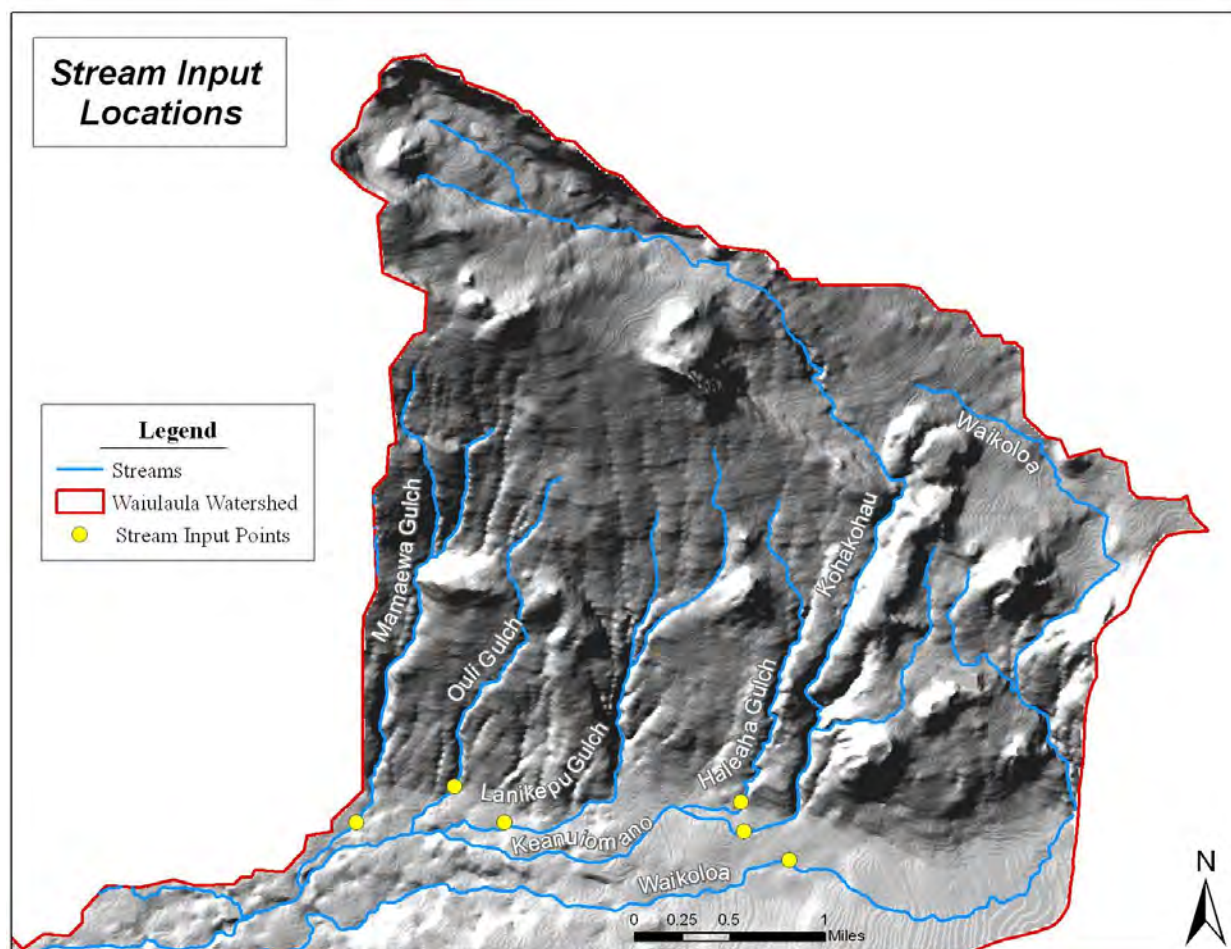 Stream Input
Locations
Legend
Streams
Waiulaula Watershed
Stream Input Points
Waikoloa
Mamaewa Gulch
Kohakohau
Ouli Gulch
Haleaha Gulch
Lanikepu Gulch
Keanuiomano
Waikoloa
N
0 0.25 0.5 1
Miles